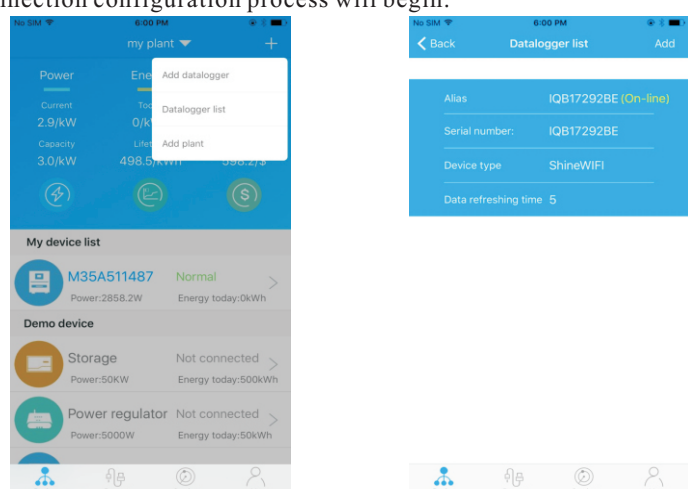 nnection configuration process will begin.
No SIM 6:00 PM
my plant
Power Ene
Add datalogger
Current Tod
2.9/kW 0/k
Datalogger list
Capacity Lifet
Add plant
3.0/kW 498.5/kWh 598.2/$
My device list
M35A511487 Normal
Power:2858.2W Energy today:0kWh
Demo device
Storage Not connected
Power:50KW Energy today:500kWh
Power regulator Not connected
Power:5000W Energy today:50kWh
No SIM 6:00 PM
Back Datalogger list Add
Alias IQB17292BE (On-line)
Serial number: IQB17292BE
Device type ShineWIFI
Data refreshing time 5